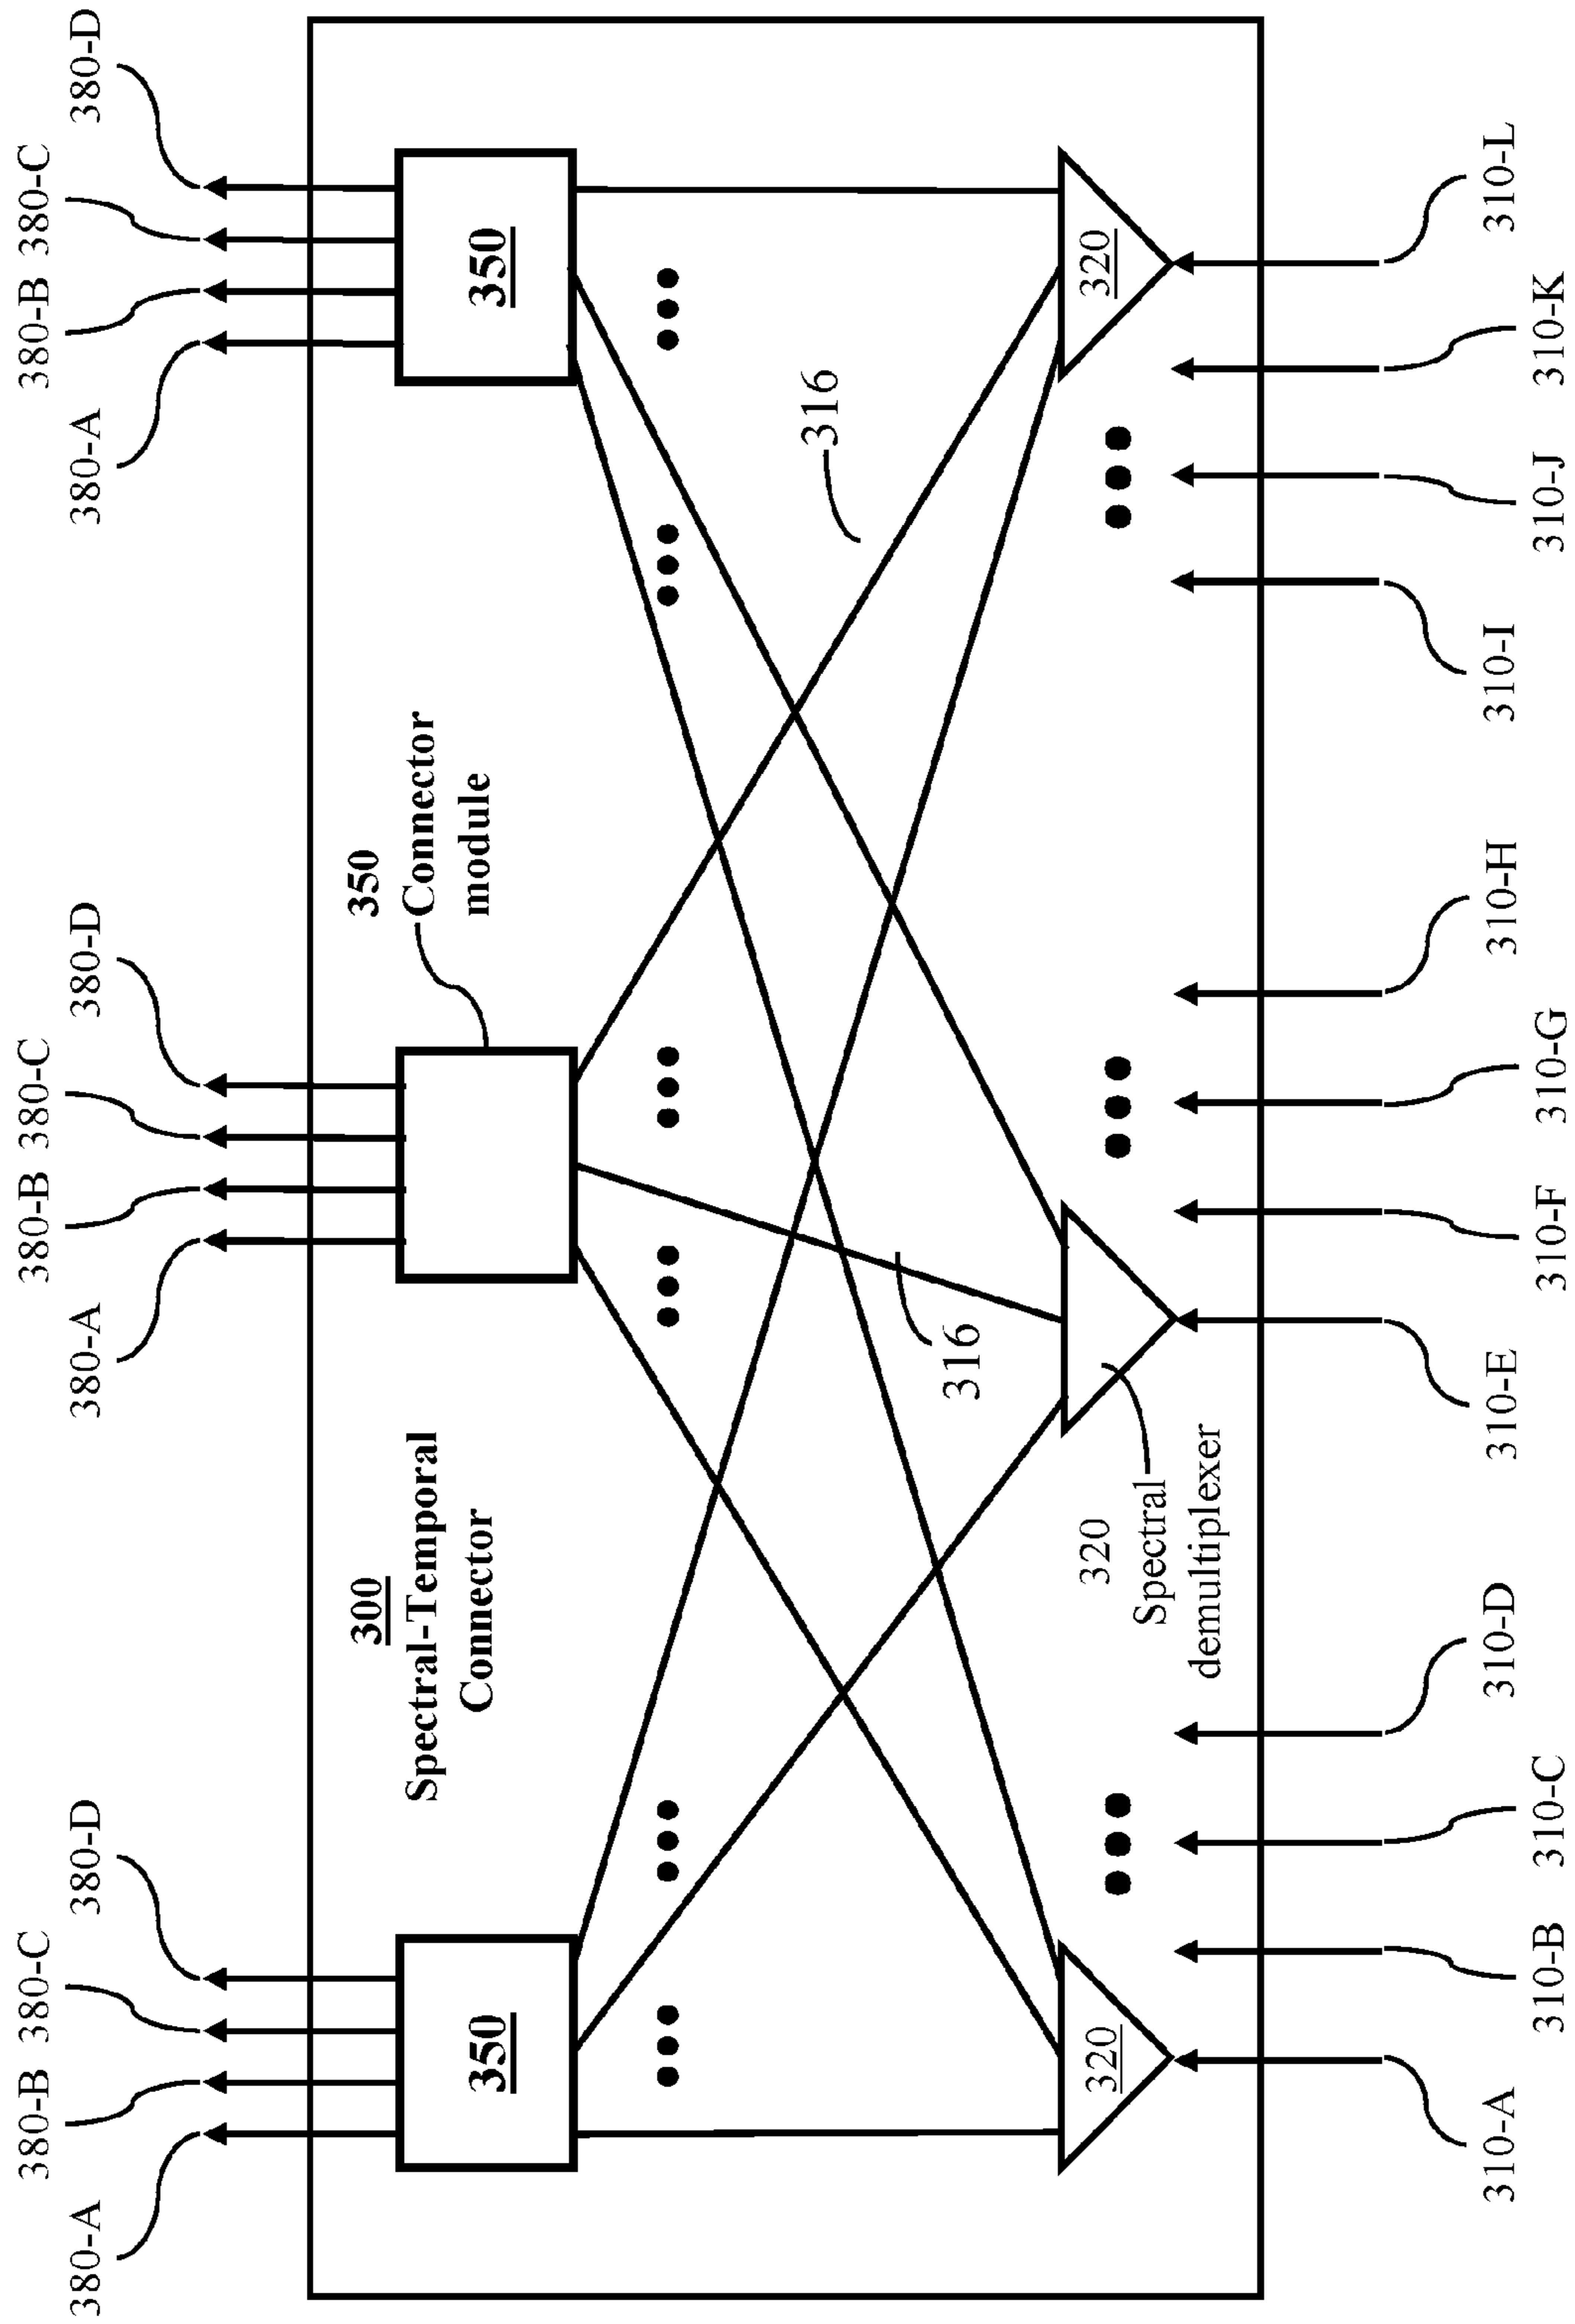 380-A
380-B
380-C
380-D
380-A
380-B
380-C
380-D
380-A
380-B
380-C
380-D
350
300
Spectral-Temporal
Connector
350
Connector
module
350
316
316
320
320
Spectral
demultiplexer
320
310-A
310-B
310-C
310-D
310-E
310-F
310-G
310-H
310-I
310-J
310-K
310-L